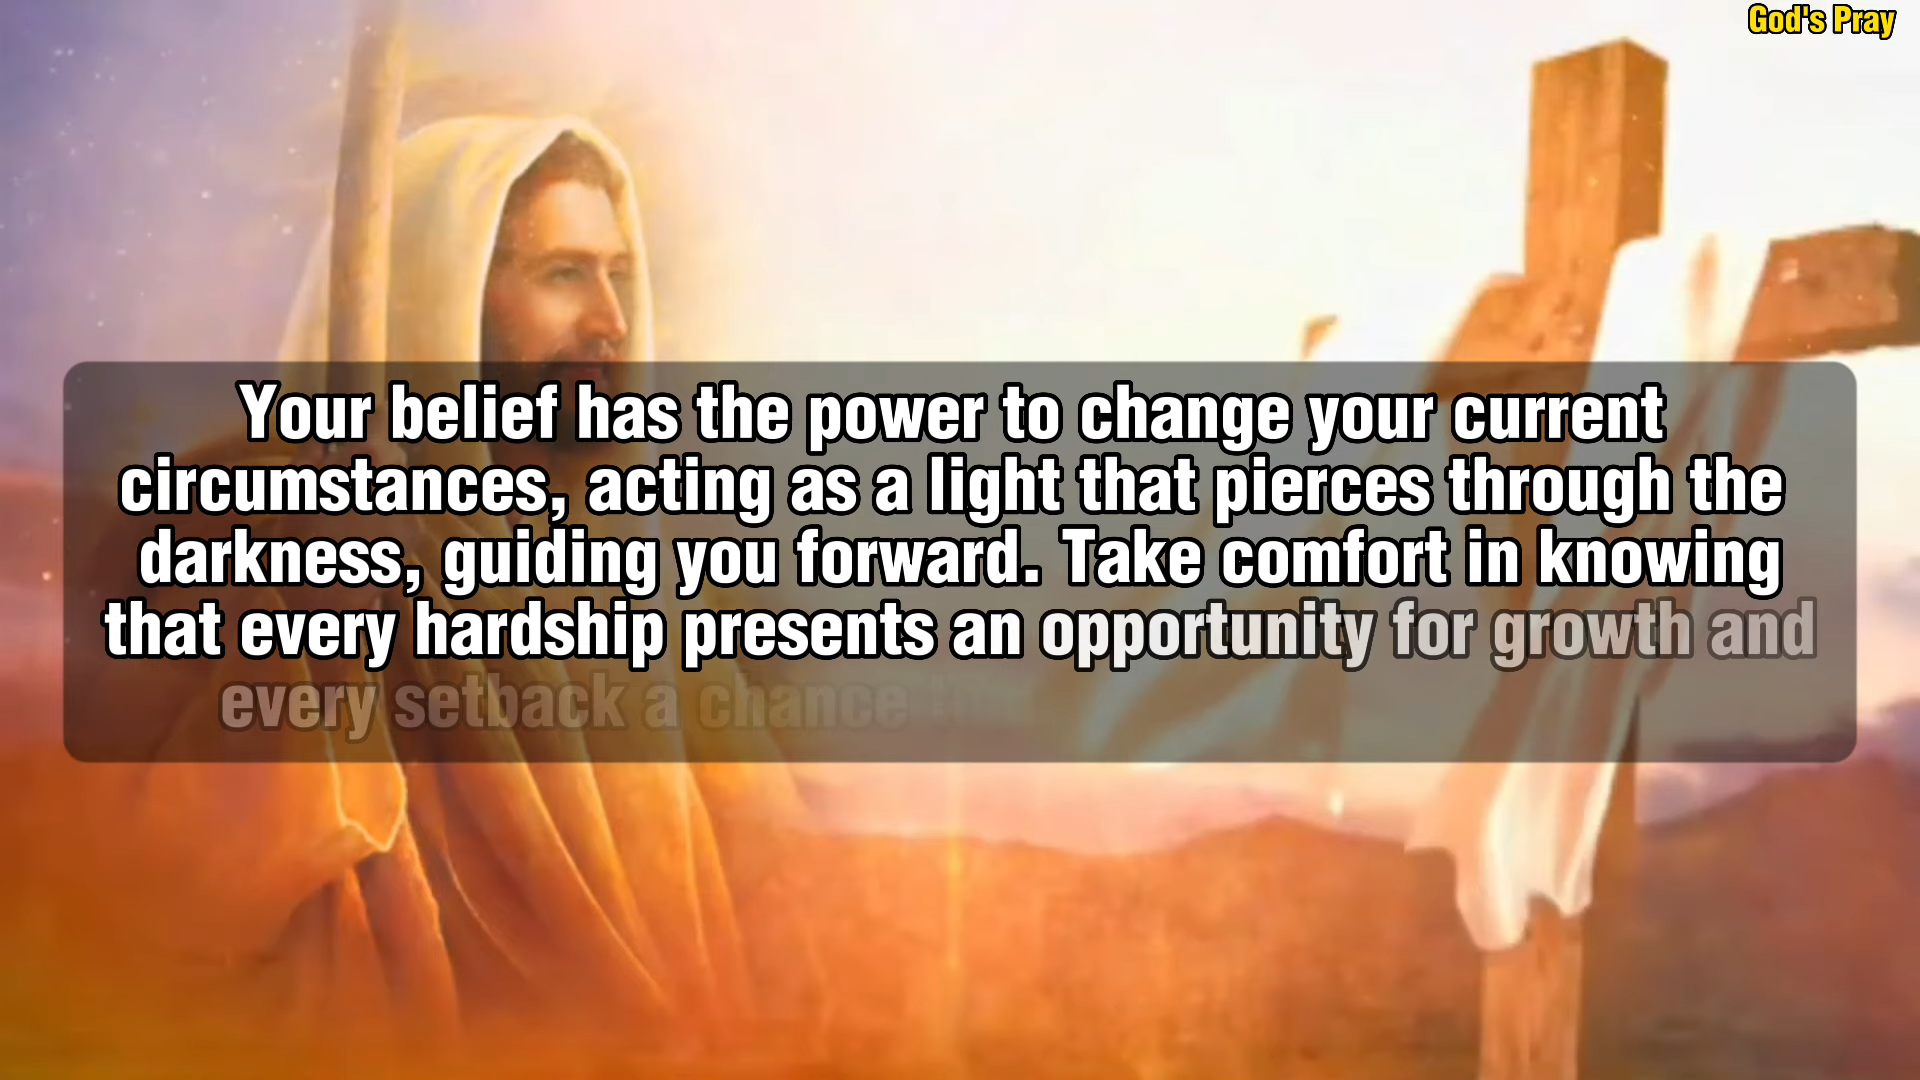 God's Pray
Your belief has the power to change your current
circumstances, acting as a light that pierces through the
darkness, guiding you forward. Take comfort in knowing
that every hardship presents an opportunity for growth and
every setback a chance